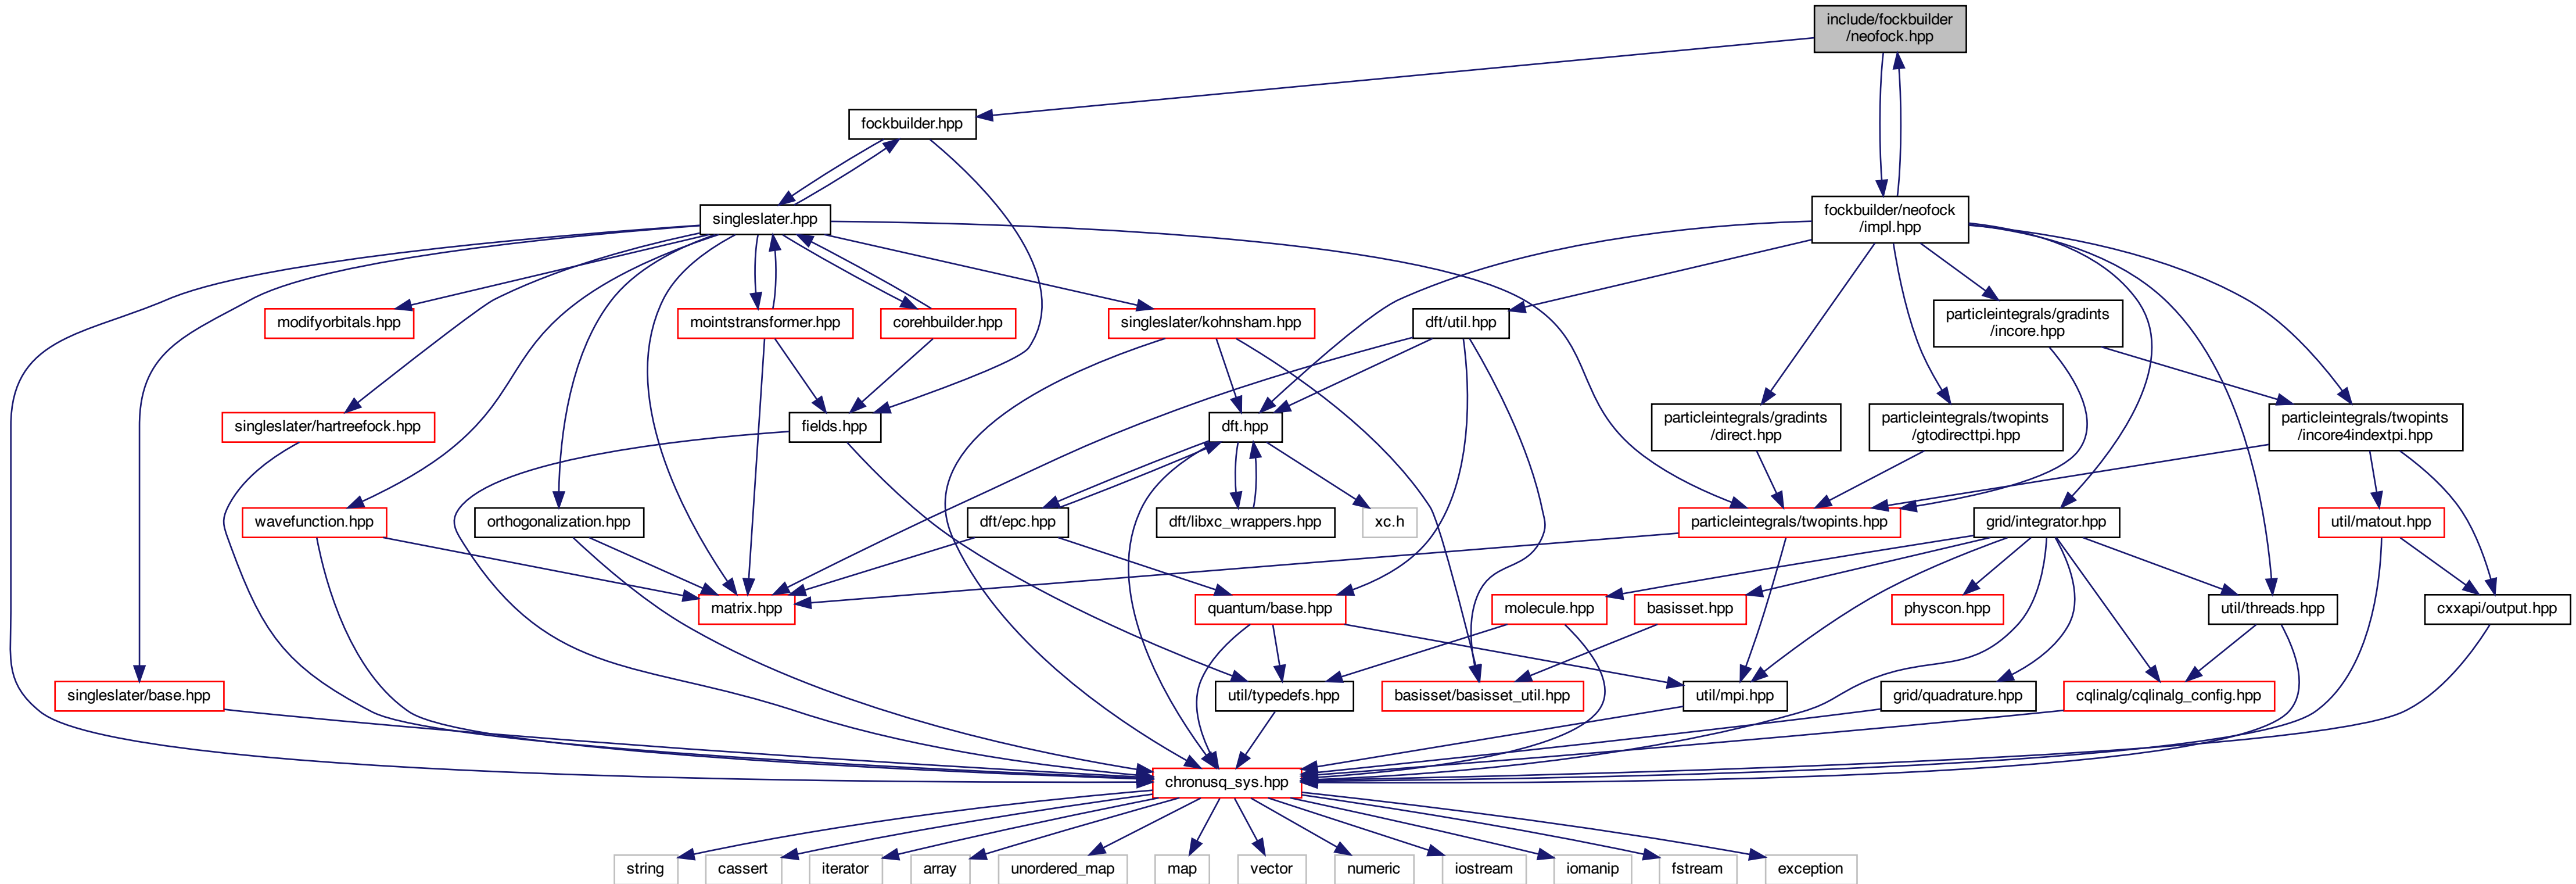 include/fockbuilder
/neofock.hpp
fockbuilder.hpp
singleslater.hpp
fockbuilder/neofock
/impl.hpp
modifyorbitals.hpp
mointstransformer.hpp
corehbuilder.hpp
singleslater/kohnsham.hpp
dft/util.hpp
particleintegrals/gradints
/incore.hpp
singleslater/hartreefock.hpp
fields.hpp
dft.hpp
particleintegrals/gradints
/direct.hpp
particleintegrals/twopints
/gtodirecttpi.hpp
particleintegrals/twopints
/incore4indextpi.hpp
wavefunction.hpp
orthogonalization.hpp
dft/epc.hpp
dft/libxc_wrappers.hpp
xc.h
particleintegrals/twopints.hpp
grid/integrator.hpp
util/matout.hpp
matrix.hpp
quantum/base.hpp
molecule.hpp
basisset.hpp
physcon.hpp
util/threads.hpp
cxxapi/output.hpp
singleslater/base.hpp
util/typedefs.hpp
basisset/basisset_util.hpp
util/mpi.hpp
grid/quadrature.hpp
cqlinalg/cqlinalg_config.hpp
chronusq_sys.hpp
string
cassert
iterator
array
unordered_map
map
vector
numeric
iostream
iomanip
fstream
exception